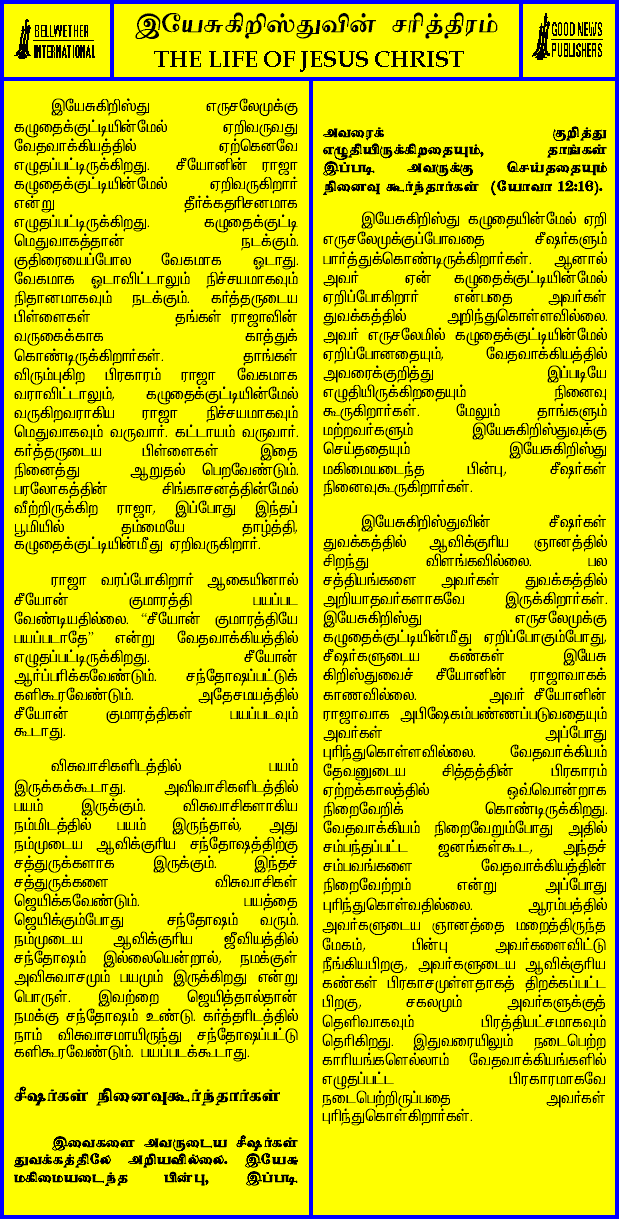 BELLWETHER
INTERNATIONAL
இயேசுகிறிஸ்துவின் சரித்திரம்
THE LIFE OF JESUS CHRIST
GOOD NEWS
PUBLISHERS
இயேசுகிறிஸ்து எருசலேமுக்கு
கழுதைக்குட்டியின்மேல் ஏறிவருவது
வேதவாக்கியத்தில் ஏற்கெனவே
எழுதப்பட்டிருக்கிறது. சீயோனின் ராஜா
கழுதைக்குட்டியின்மேல் ஏறிவருகிறார்
என்று தீர்க்கதரிசனமாக
எழுதப்பட்டிருக்கிறது. கழுதைக்குட்டி
மெதுவாகத்தான் நடக்கும்.
குதிரையைப்போல வேகமாக ஓடாது.
வேகமாக ஓடாவிட்டாலும் நிச்சயமாகவும்
நிதானமாகவும் நடக்கும். கர்த்தருடைய
பிள்ளைகள் தங்கள் ராஜாவின்
வருகைக்காக காத்துக்
கொண்டிருக்கிறார்கள். தாங்கள்
விரும்புகிற பிரகாரம் ராஜா வேகமாக
வராவிட்டாலும், கழுதைக்குட்டியின்மேல்
வருகிறவராகிய ராஜா நிச்சயமாகவும்
மெதுவாகவும் வருவார். கட்டாயம் வருவார்.
கர்த்தருடைய பிள்ளைகள் இதை
நினைத்து ஆறுதல் பெறவேண்டும்.
பரலோகத்தின் சிங்காசனத்தின்மேல்
வீற்றிருக்கிற ராஜா, இப்போது இந்தப்
பூமியில் தம்மையே தாழ்த்தி,
கழுதைக்குட்டியின்மீது ஏறிவருகிறார்.
ராஜா வரப்போகிறார் ஆகையினால்
சீயோன் குமாரத்தி பயப்பட
வேண்டியதில்லை. “சீயோன் குமாரத்தியே
பயப்படாதே” என்று வேதவாக்கியத்தில்
எழுதப்பட்டிருக்கிறது. சீயோன்
ஆர்ப்பரிக்கவேண்டும். சந்தோஷப்பட்டுக்
களிகூரவேண்டும். அதேசமயத்தில்
சீயோன் குமாரத்திகள் பயப்படவும்
கூடாது.
விசுவாசிகளிடத்தில் பயம்
இருக்கக்கூடாது. அவிவாசிகளிடத்தில்
பயம் இருக்கும். விசுவாசிகளாகிய
நம்மிடத்தில் பயம் இருந்தால், அது
நம்முடைய ஆவிக்குரிய சந்தோஷத்திற்கு
சத்துருக்களாக இருக்கும். இந்தச்
சத்துருக்களை விசுவாசிகள்
ஜெயிக்கவேண்டும். பயத்தை
ஜெயிக்கும்போது சந்தோஷம் வரும்.
நம்முடைய ஆவிக்குரிய ஜீவியத்தில்
சந்தோஷம் இல்லையென்றால், நமக்குள்
அவிசுவாசமும் பயமும் இருக்கிறது என்று
பொருள். இவற்றை ஜெயித்தால்தான்
நமக்கு சந்தோஷம் உண்டு. கர்த்தரிடத்தில்
நாம் விசுவாசமாயிருந்து சந்தோஷப்பட்டு
களிகூரவேண்டும். பயப்படக்கூடாது.
சீஷர்கள் நினைவுகூர்ந்தார்கள்
இவைகளை அவருடைய சீஷர்கள்
துவக்கத்திலே அறியவில்லை. இயேசு
மகிமையடைந்த பின்பு, இப்படி
அவரைக் குறித்து
எழுதியிருக்கிறதையும், தாங்கள்
இப்படி அவருக்கு செய்ததையும்
நினைவு கூர்ந்தார்கள் (யோவா 12:16).
இயேசுகிறிஸ்து கழுதையின்மேல் ஏறி
எருசலேமுக்குப்போவதை சீஷர்களும்
பார்த்துக்கொண்டிருக்கிறார்கள். ஆனால்
அவர் ஏன் கழுதைக்குட்டியின்மேல்
ஏறிப்போகிறார் என்பதை அவர்கள்
துவக்கத்தில் அறிந்துகொள்ளவில்லை.
அவர் எருசலேமில் கழுதைக்குட்டியின்மேல்
ஏறிப்போனதையும், வேதவாக்கியத்தில்
அவரைக்குறித்து இப்படியே
எழுதியிருக்கிறதையும் நினைவு
கூருகிறார்கள். மேலும் தாங்களும்
மற்றவர்களும் இயேசுகிறிஸ்துவுக்கு
செய்ததையும் இயேசுகிறிஸ்து
மகிமையடைந்த பின்பு, சீஷர்கள்
நினைவுகூருகிறார்கள்.
இயேசுகிறிஸ்துவின் சீஷர்கள்
துவக்கத்தில் ஆவிக்குரிய ஞானத்தில்
சிறந்து விளங்கவில்லை. பல
சத்தியங்களை அவர்கள் துவக்கத்தில்
அறியாதவர்களாகவே இருக்கிறார்கள்.
இயேசுகிறிஸ்து எருசலேமுக்கு
கழுதைக்குட்டியின்மீது ஏறிப்போகும்போது,
சீஷர்களுடைய கண்கள் இயேசு
கிறிஸ்துவைச் சீயோனின் ராஜாவாகக்
காணவில்லை. அவர் சீயோனின்
ராஜாவாக அபிஷேகம்பண்ணப்படுவதையும்
அவர்கள் அப்போது
புரிந்துகொள்ளவில்லை. வேதவாக்கியம்
தேவனுடைய சித்தத்தின் பிரகாரம்
ஏற்றக்காலத்தில் ஒவ்வொன்றாக
நிறைவேறிக் கொண்டிருக்கிறது.
வேதவாக்கியம் நிறைவேறும்போது அதில்
சம்பந்தப்பட்ட ஜனங்கள்கூட, அந்தச்
சம்பவங்களை வேதவாக்கியத்தின்
நிறைவேற்றம் என்று அப்போது
புரிந்துகொள்வதில்லை. ஆரம்பத்தில்
அவர்களுடைய ஞானத்தை மறைத்திருந்த
மேகம், பின்பு அவர்களைவிட்டு
நீங்கியபிறகு, அவர்களுடைய ஆவிக்குரிய
கண்கள் பிரகாசமுள்ளதாகத் திறக்கப்பட்ட
பிறகு, சகலமும் அவர்களுக்குத்
தெளிவாகவும் பிரத்தியட்சமாகவும்
தெரிகிறது. இதுவரையிலும் நடைபெற்ற
காரியங்களெல்லாம் வேதவாக்கியங்களில்
எழுதப்பட்ட பிரகாரமாகவே
நடைபெற்றிருப்பதை அவர்கள்
புரிந்துகொள்கிறார்கள்.